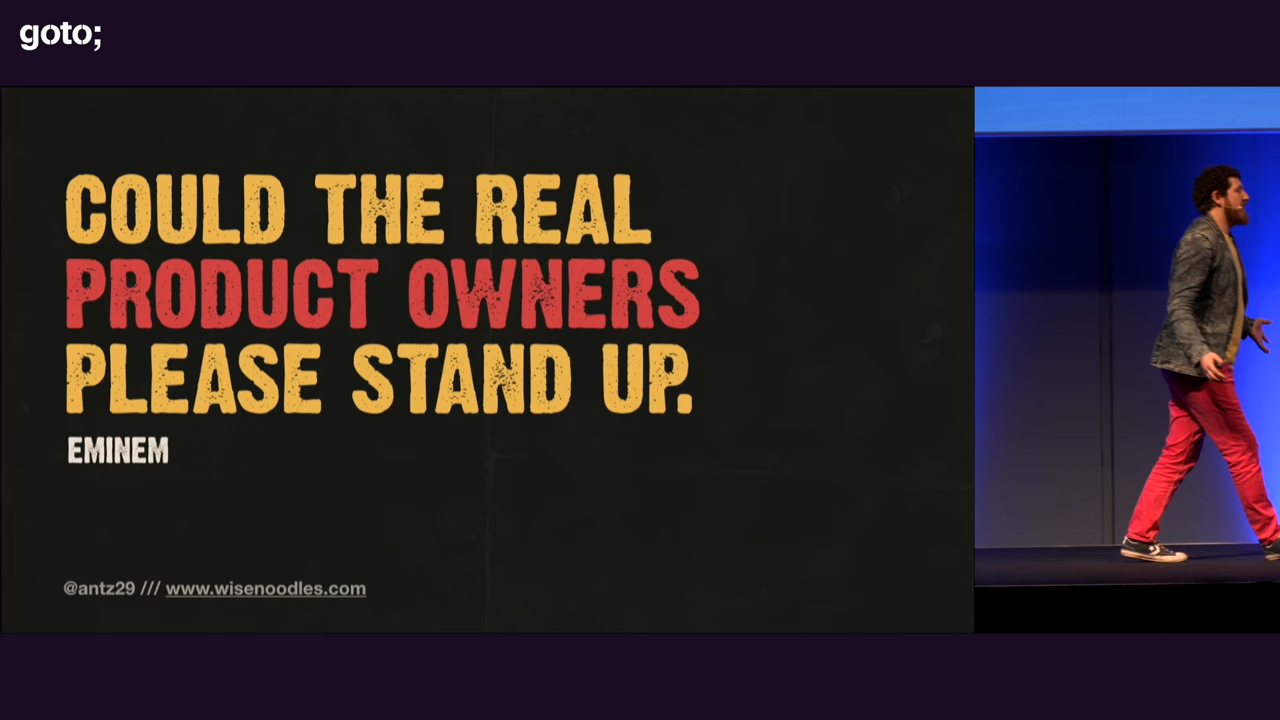 goto;
COULD THE REAL
PRODUCT OWNERS
PLEASE STAND UP.
EMINEM
@antz29 /// www.wisenoodles.com